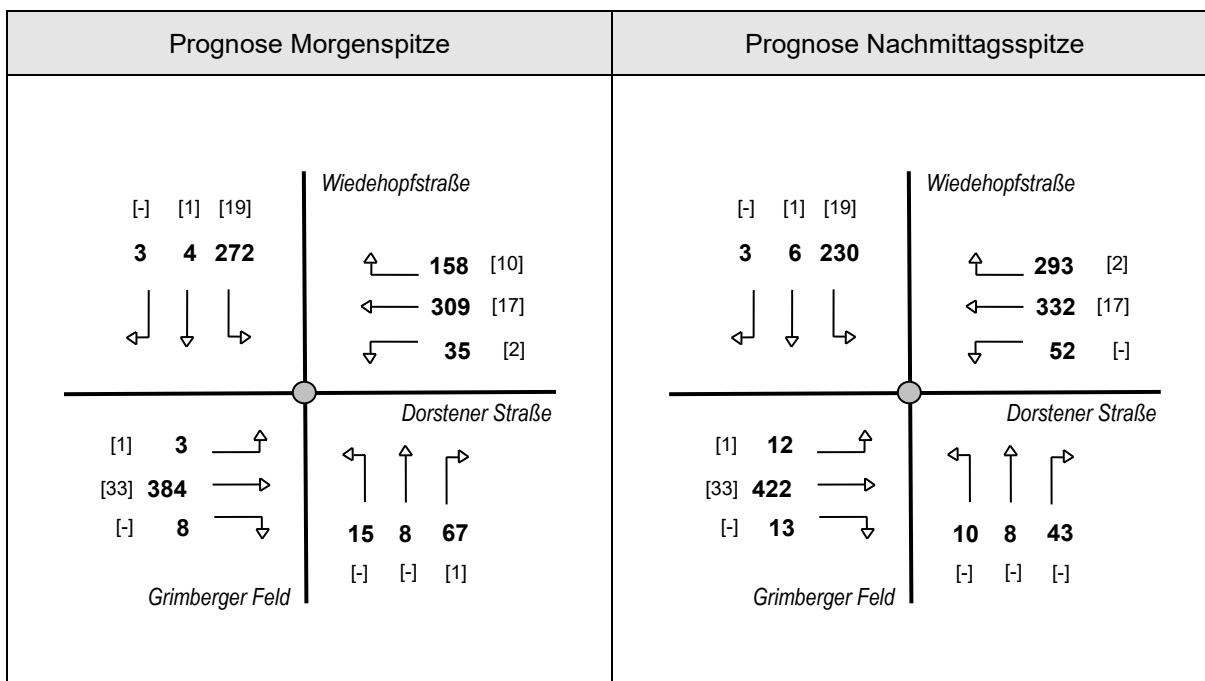 Prognose Morgenspitze
Wiedehopfstraße
[-] [1] [19]
3 4 272
158 [10]
309 [17]
35 [2]
Dorstener Straße
[1] 3
[33] 384
[-] 8
15 8 67
[-] [-] [1]
Grimberger Feld
Prognose Nachmittagsspitze
Wiedehopfstraße
[-] [1] [19]
3 6 230
293 [2]
332 [17]
52 [-]
Dorstener Straße
[1] 12
[33] 422
[-] 13
10 8 43
[-] [-] [-]
Grimberger Feld